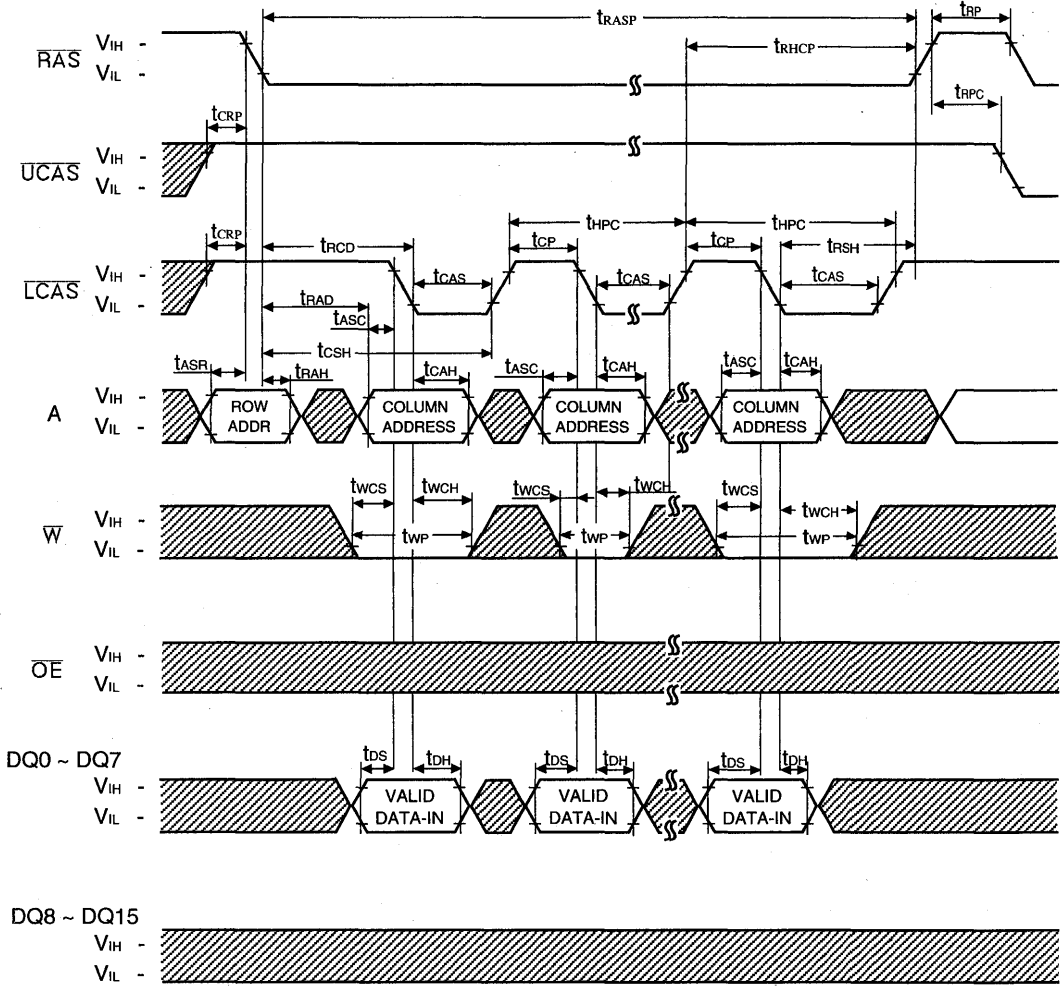 tRASP tRP
RAS VIH - VIL - tRHCP
tCRP tRPC
UCAS VIH - VIL -
tCRP tRCD tHPC tHPC
tCP tCP tRSH
LCAS VIH - VIL - tCAS tCAS tCAS
tRAD
tASC
tCSH
tASR tRAH tCAH tASC tCAH tASC tCAH
A VIH - VIL - ROW ADDR COLUMN ADDRESS COLUMN ADDRESS COLUMN ADDRESS
tWCS tWCH tWCS tWCH tWCS tWCH
W VIH - VIL - tWP tWP tWP
OE VIH - VIL -
DQ0 ~ DQ7
tDS tDH tDS tDH tDS tDH
VIH - VIL - VALID DATA-IN VALID DATA-IN VALID DATA-IN
DQ8 ~ DQ15
VIH -
VIL -